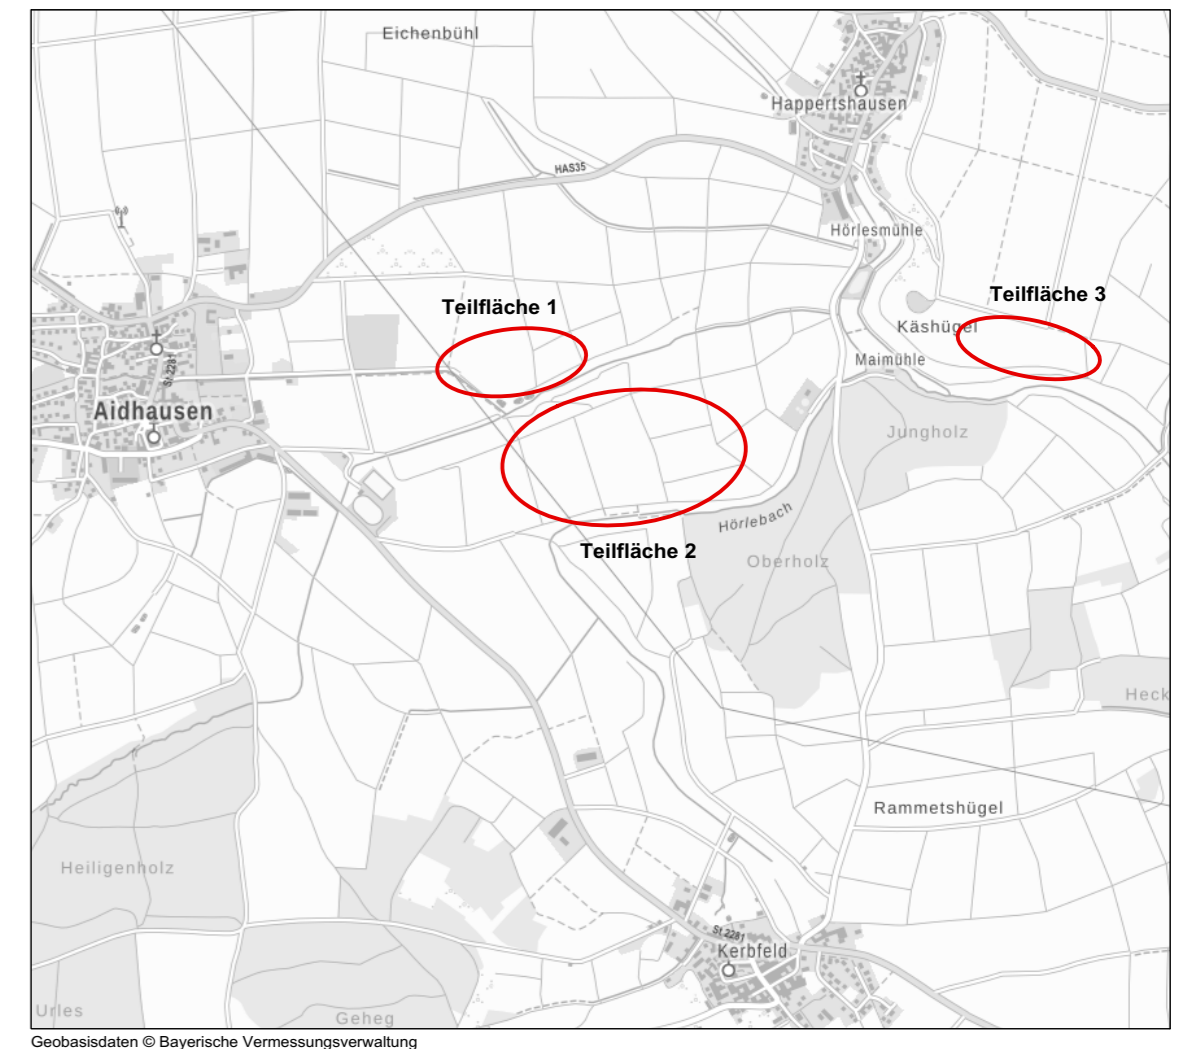 Eichenbühl
Happertshausen
HAS35
Hörlesmühle
Teilfläche 1
Teilfläche 3
Käshügel
Maimühle
St 2281
Aidhausen
Jungholz
Hörlebach
Teilfläche 2
Oberholz
Heck
Rammetshügel
Heiligenholz
St 2281
Kerbfeld
Urles
Geheg
Geobasisdaten © Bayerische Vermessungsverwaltung